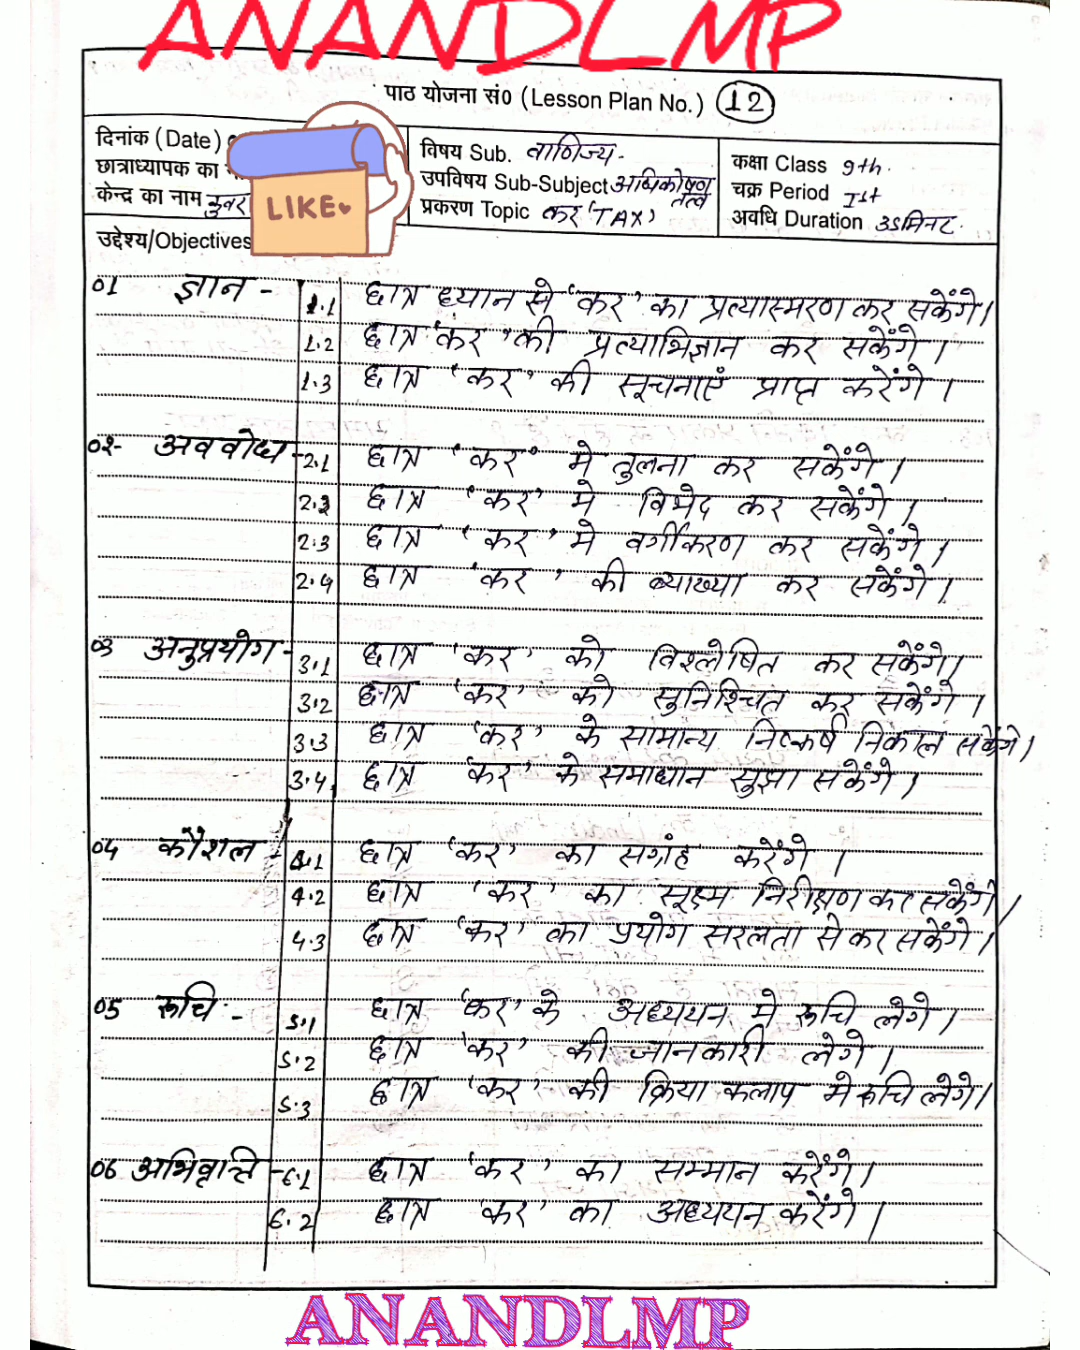 ANANDLMP
पाठ योजना सं० (Lesson Plan No.) 12
दिनांक (Date)
छात्राध्यापक का
केन्द्र का नाम
LIKE
विषय Sub. वाणिज्य -
उपविषय Sub-Subject अधिकोषण तत्व
प्रकरण Topic कर 'TAX'
कक्षा Class 9th.
चक्र Period Ist
अवधि Duration 35मिनट.
उद्देश्य/Objectives
01 ज्ञान - 1.1 छात्र ध्यान से 'कर' का प्रत्यास्मरण कर सकेंगे।
1.2 छात्र 'कर' की प्रत्याभिज्ञान कर सकेंगे।
1.3 छात्र 'कर' की सूचनाएं प्राप्त करेंगे।
02- अवबोध - 2.1 छात्र 'कर' मे तुलना कर सकेंगे।
2.2 छात्र 'कर' मे विभेद कर सकेंगे।
2.3 छात्र 'कर' मे वर्गीकरण कर सकेंगे।
2.4 छात्र 'कर' की व्याख्या कर सकेंगे।
03 अनुप्रयोग - 3.1 छात्र 'कर' को विश्लेषित कर सकेंगे।
3.2 छात्र 'कर' को सुनिश्चित कर सकेंगे।
3.3 छात्र 'कर' के सामान्य निष्कर्ष निकाल सकेंगे।
3.4 छात्र 'कर' के समाधान सुझा सकेंगे।
04 कौशल - 4.1 छात्र 'कर' का सग्रंह करेंगे।
4.2 छात्र 'कर' का सूक्ष्म निरीक्षण कर सकेंगे।
4.3 छात्र 'कर' का प्रयोग सरलता से कर सकेंगे।
05 रूचि :- 5.1 छात्र 'कर' के अध्ययन मे रूचि लेगे।
5.2 छात्र 'कर' की जानकारी लेगे।
5.3 छात्र 'कर' की क्रिया कलाप मे रूचि लेगे।
06 अभिवृत्ति - 6.1 छात्र 'कर' का सम्मान करेंगे।
6.2 छात्र 'कर' का अध्ययन करेंगे।
ANANDLMP